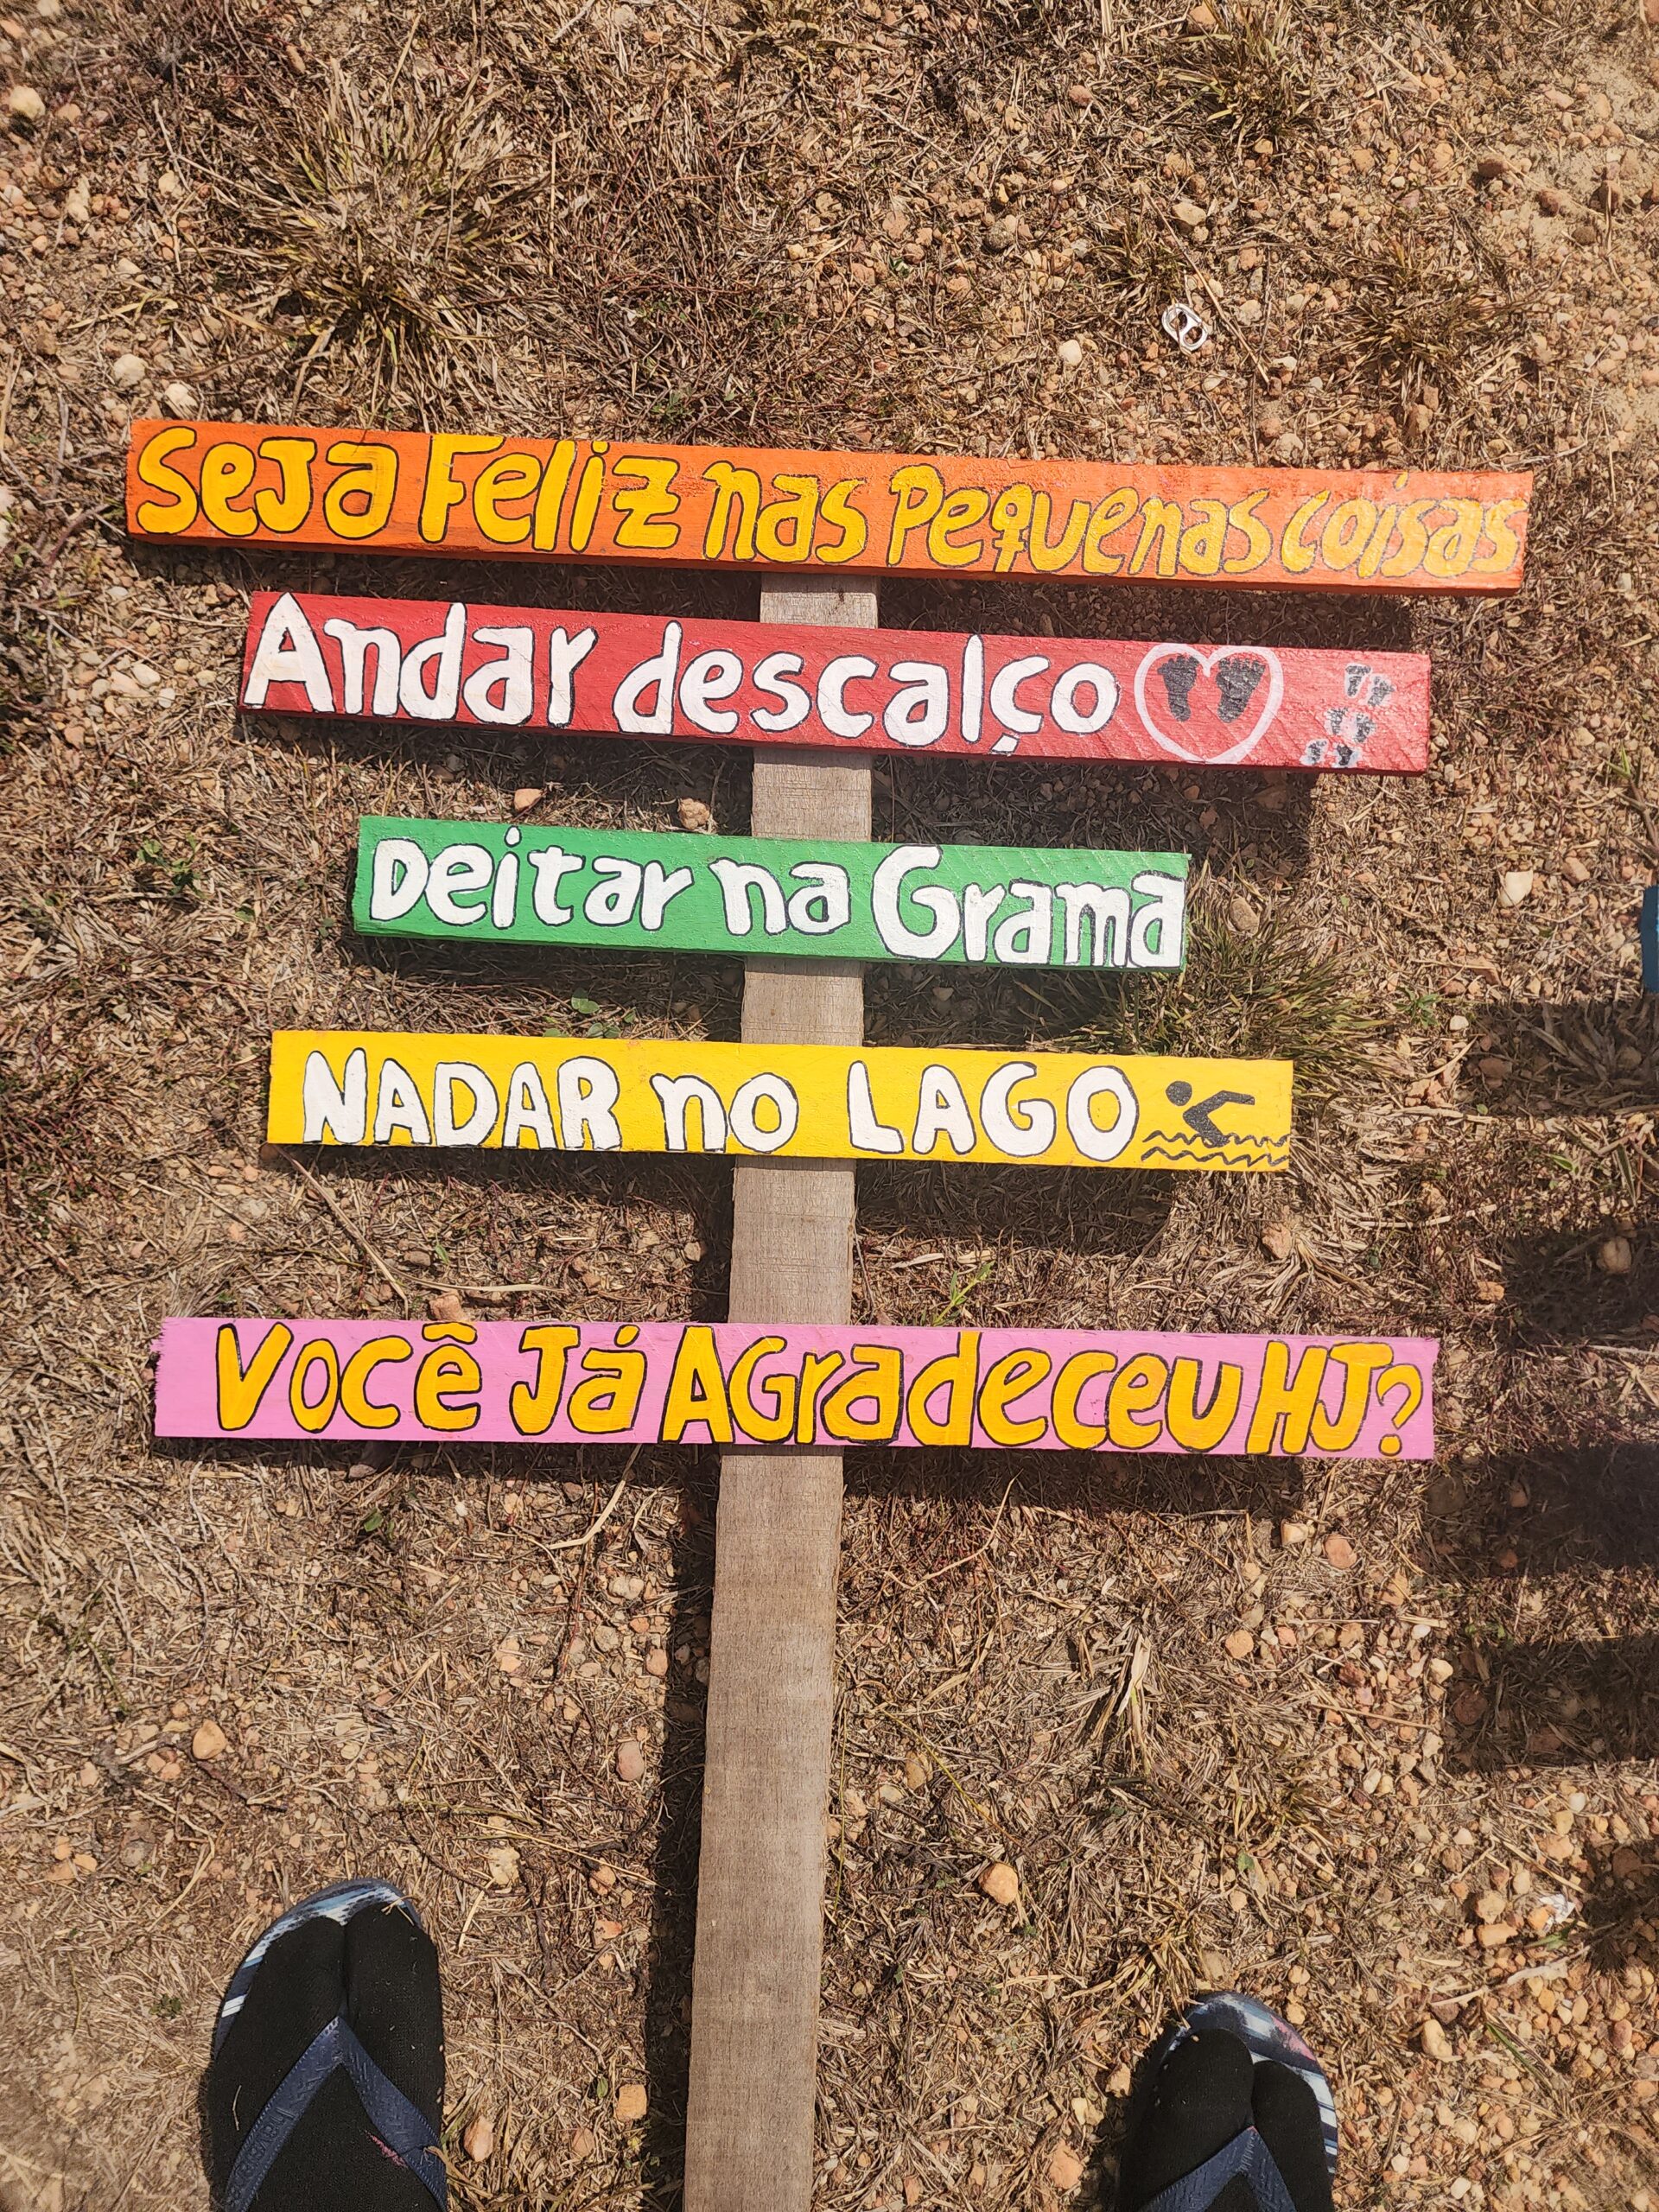 Seja Feliz nas Pequenas coisas
Andar descalço
Deitar na Grama
NADAR no LAGO
Você Já AGradeceu HJ?